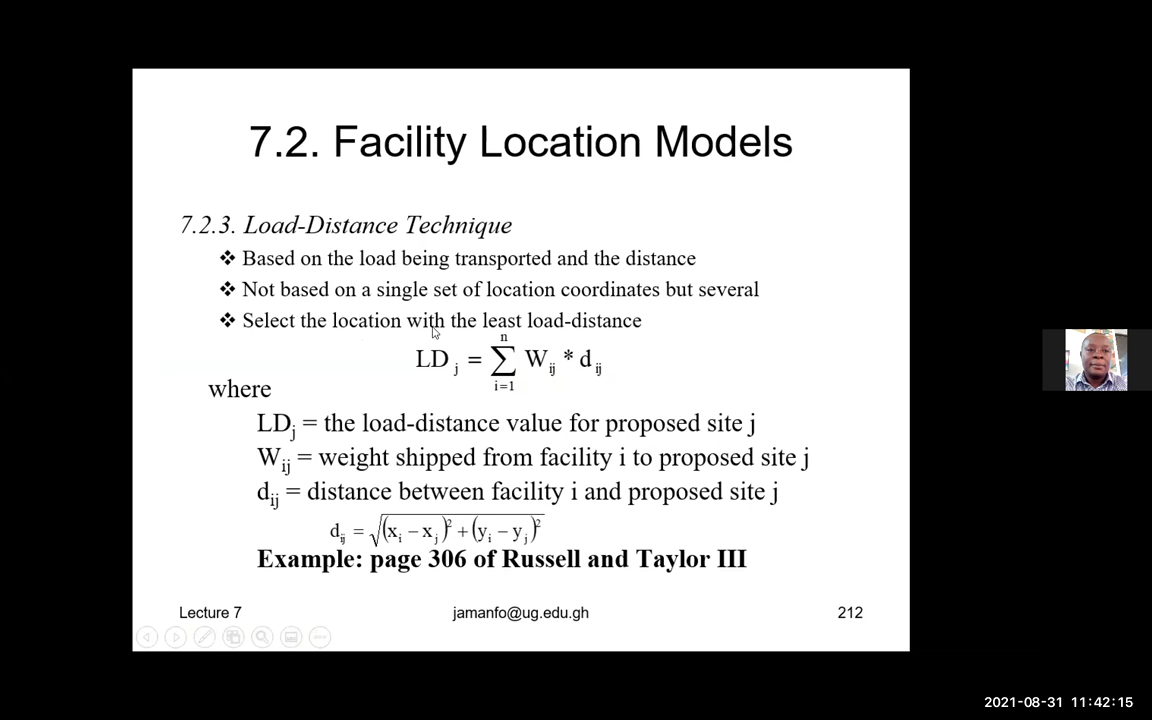 7.2. Facility Location Models
7.2.3. Load-Distance Technique
❖ Based on the load being transported and the distance
❖ Not based on a single set of location coordinates but several
❖ Select the location with the least load-distance
LD j = n ∑ i=1 W ij * d ij
where
LDj = the load-distance value for proposed site j
Wij = weight shipped from facility i to proposed site j
dij = distance between facility i and proposed site j
dij = √(xi − xj)² + (yi − yj)²
Example: page 306 of Russell and Taylor III
Lecture 7 jamanfo@ug.edu.gh 212
2021-08-31 11:42:15